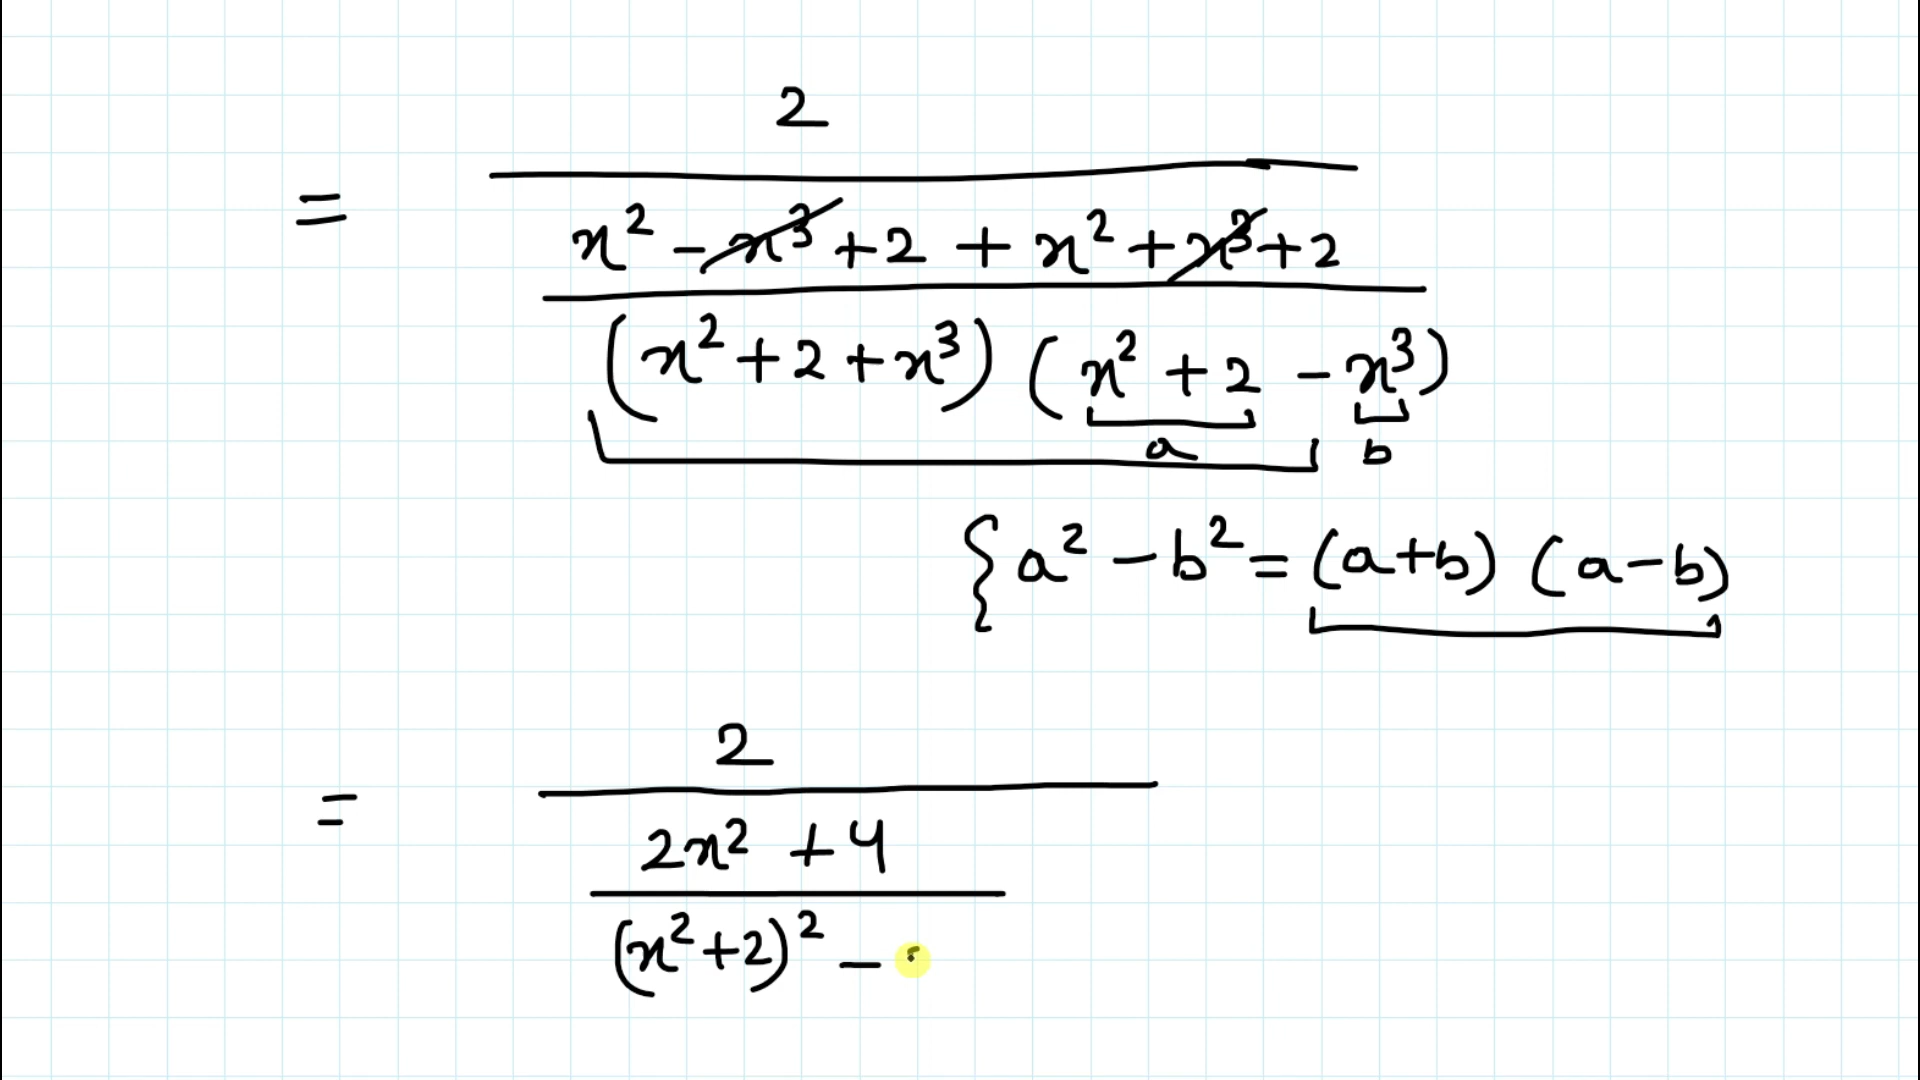 2
= x² - x³ + 2 + x² + x³ + 2
(x² + 2 + x³) (x² + 2 - x³)
a b
{a² - b² = (a+b) (a-b)
2
= 2x² + 4
(x²+2)² -